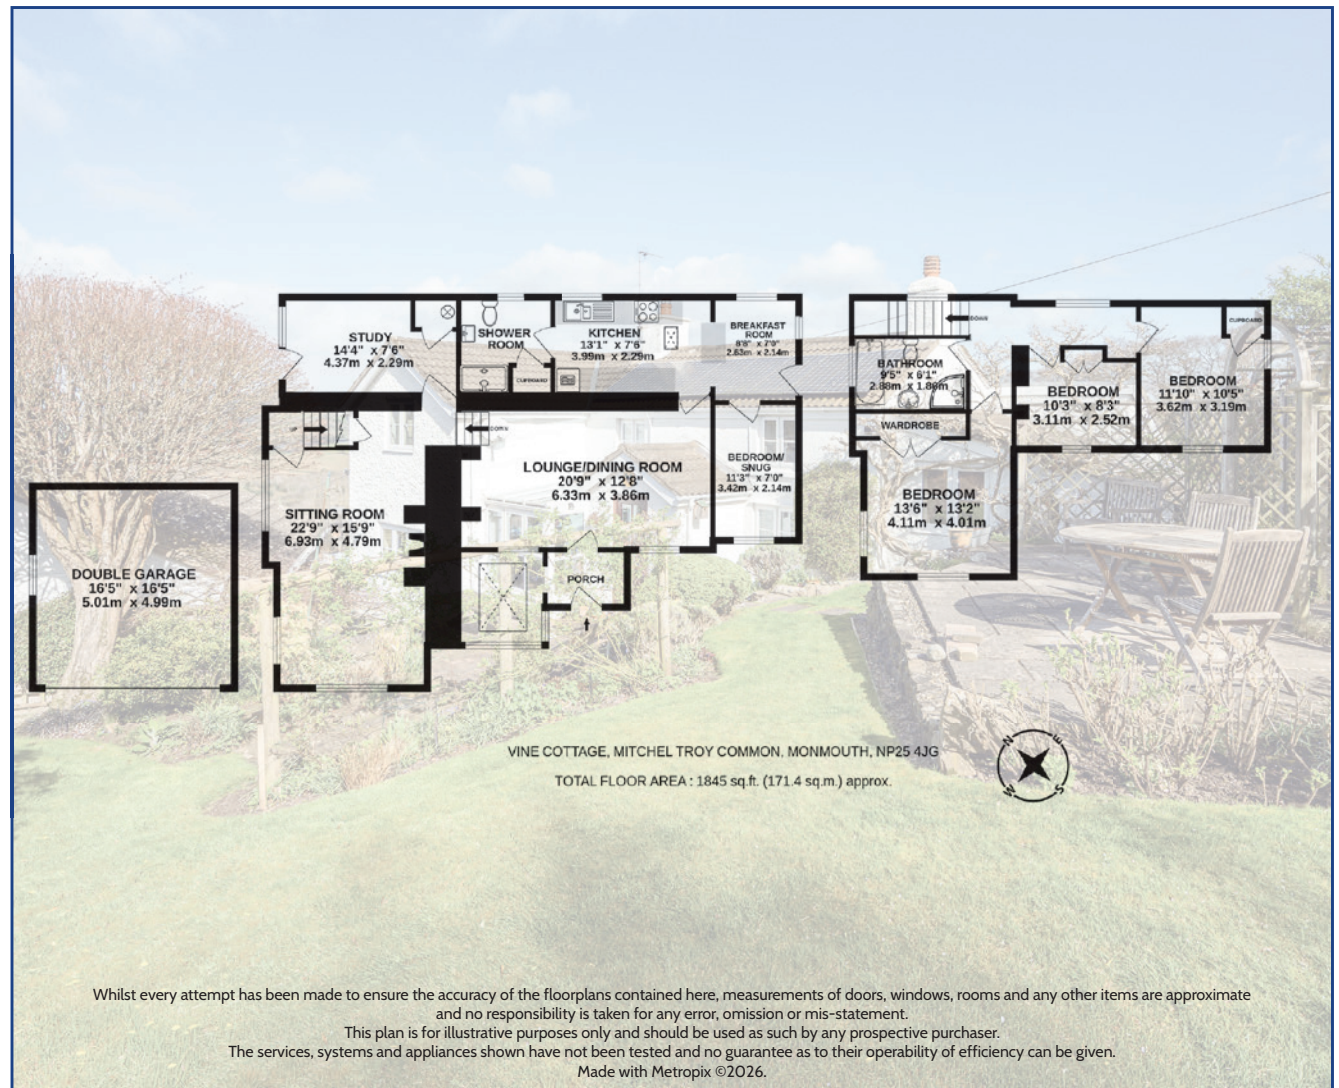 STUDY
14'4" x 7'6"
4.37m x 2.29m
SHOWER
ROOM
CUPBOARD
KITCHEN
13'1" x 7'6"
3.99m x 2.29m
BREAKFAST
ROOM
8'8" x 7'0"
2.63m x 2.14m
UP
DOWN
LOUNGE/DINING ROOM
20'9" x 12'8"
6.33m x 3.86m
BEDROOM/
SNUG
11'3" x 7'0"
3.42m x 2.14m
SITTING ROOM
22'9" x 15'9"
6.93m x 4.79m
PORCH
DOUBLE GARAGE
16'5" x 16'5"
5.01m x 4.99m
DOWN
BATHROOM
9'5" x 6'1"
2.88m x 1.86m
WARDROBE
BEDROOM
13'6" x 13'2"
4.11m x 4.01m
BEDROOM
10'3" x 8'3"
3.11m x 2.52m
CUPBOARD
BEDROOM
11'10" x 10'5"
3.62m x 3.19m
VINE COTTAGE, MITCHEL TROY COMMON, MONMOUTH, NP25 4JG
TOTAL FLOOR AREA : 1845 sq.ft. (171.4 sq.m.) approx.
N
E
S
W
Whilst every attempt has been made to ensure the accuracy of the floorplans contained here, measurements of doors, windows, rooms and any other items are approximate
and no responsibility is taken for any error, omission or mis-statement.
This plan is for illustrative purposes only and should be used as such by any prospective purchaser.
The services, systems and appliances shown have not been tested and no guarantee as to their operability of efficiency can be given.
Made with Metropix ©2026.